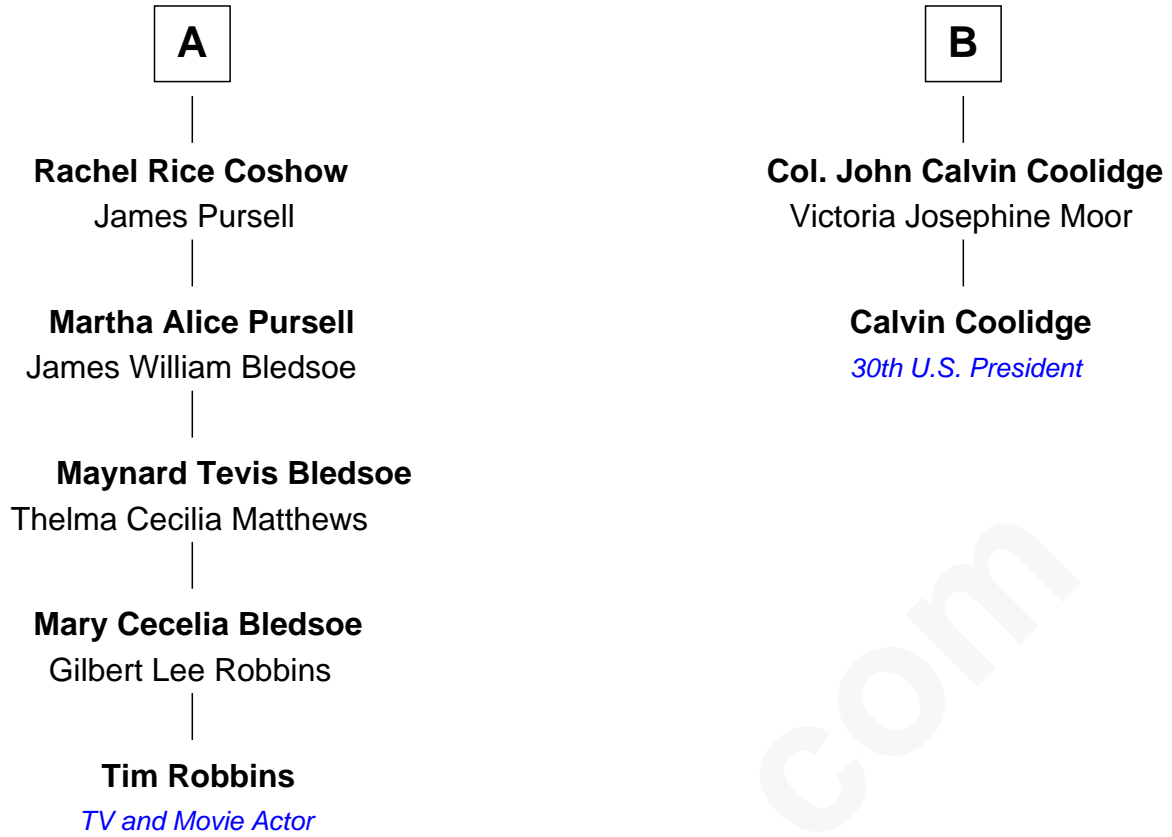 A
Rachel Rice Coshow
James Pursell
Martha Alice Pursell
James William Bledsoe
Maynard Tevis Bledsoe
Thelma Cecilia Matthews
Mary Cecelia Bledsoe
Gilbert Lee Robbins
Tim Robbins
TV and Movie Actor
B
Col. John Calvin Coolidge
Victoria Josephine Moor
Calvin Coolidge
30th U.S. President
com